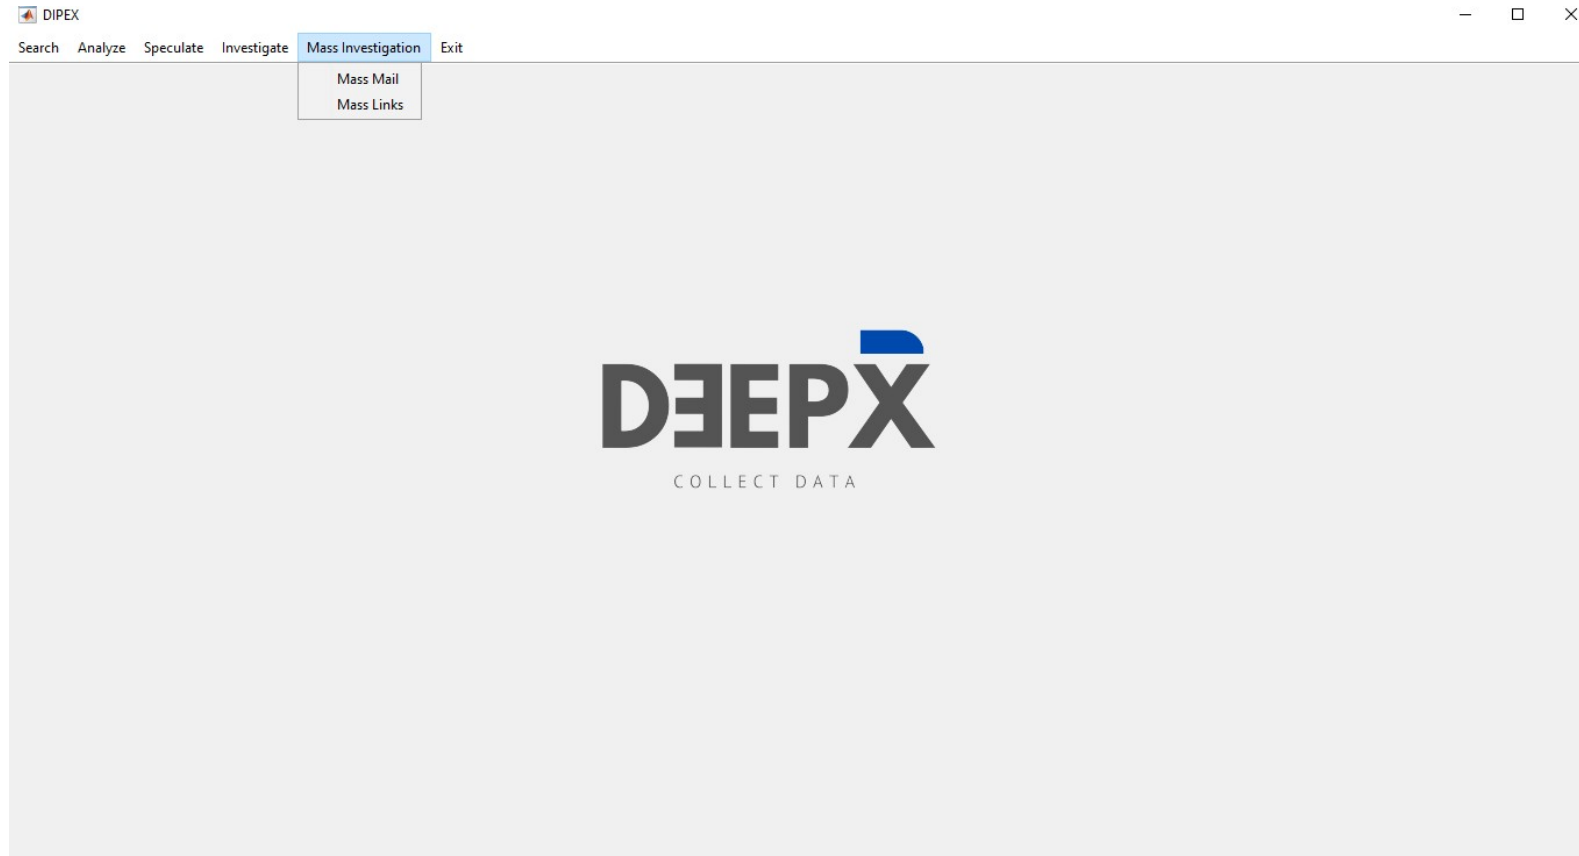 DIPEX
Search Analyze Speculate Investigate Mass Investigation Exit
Mass Mail
Mass Links
DEEPX
COLLECT DATA